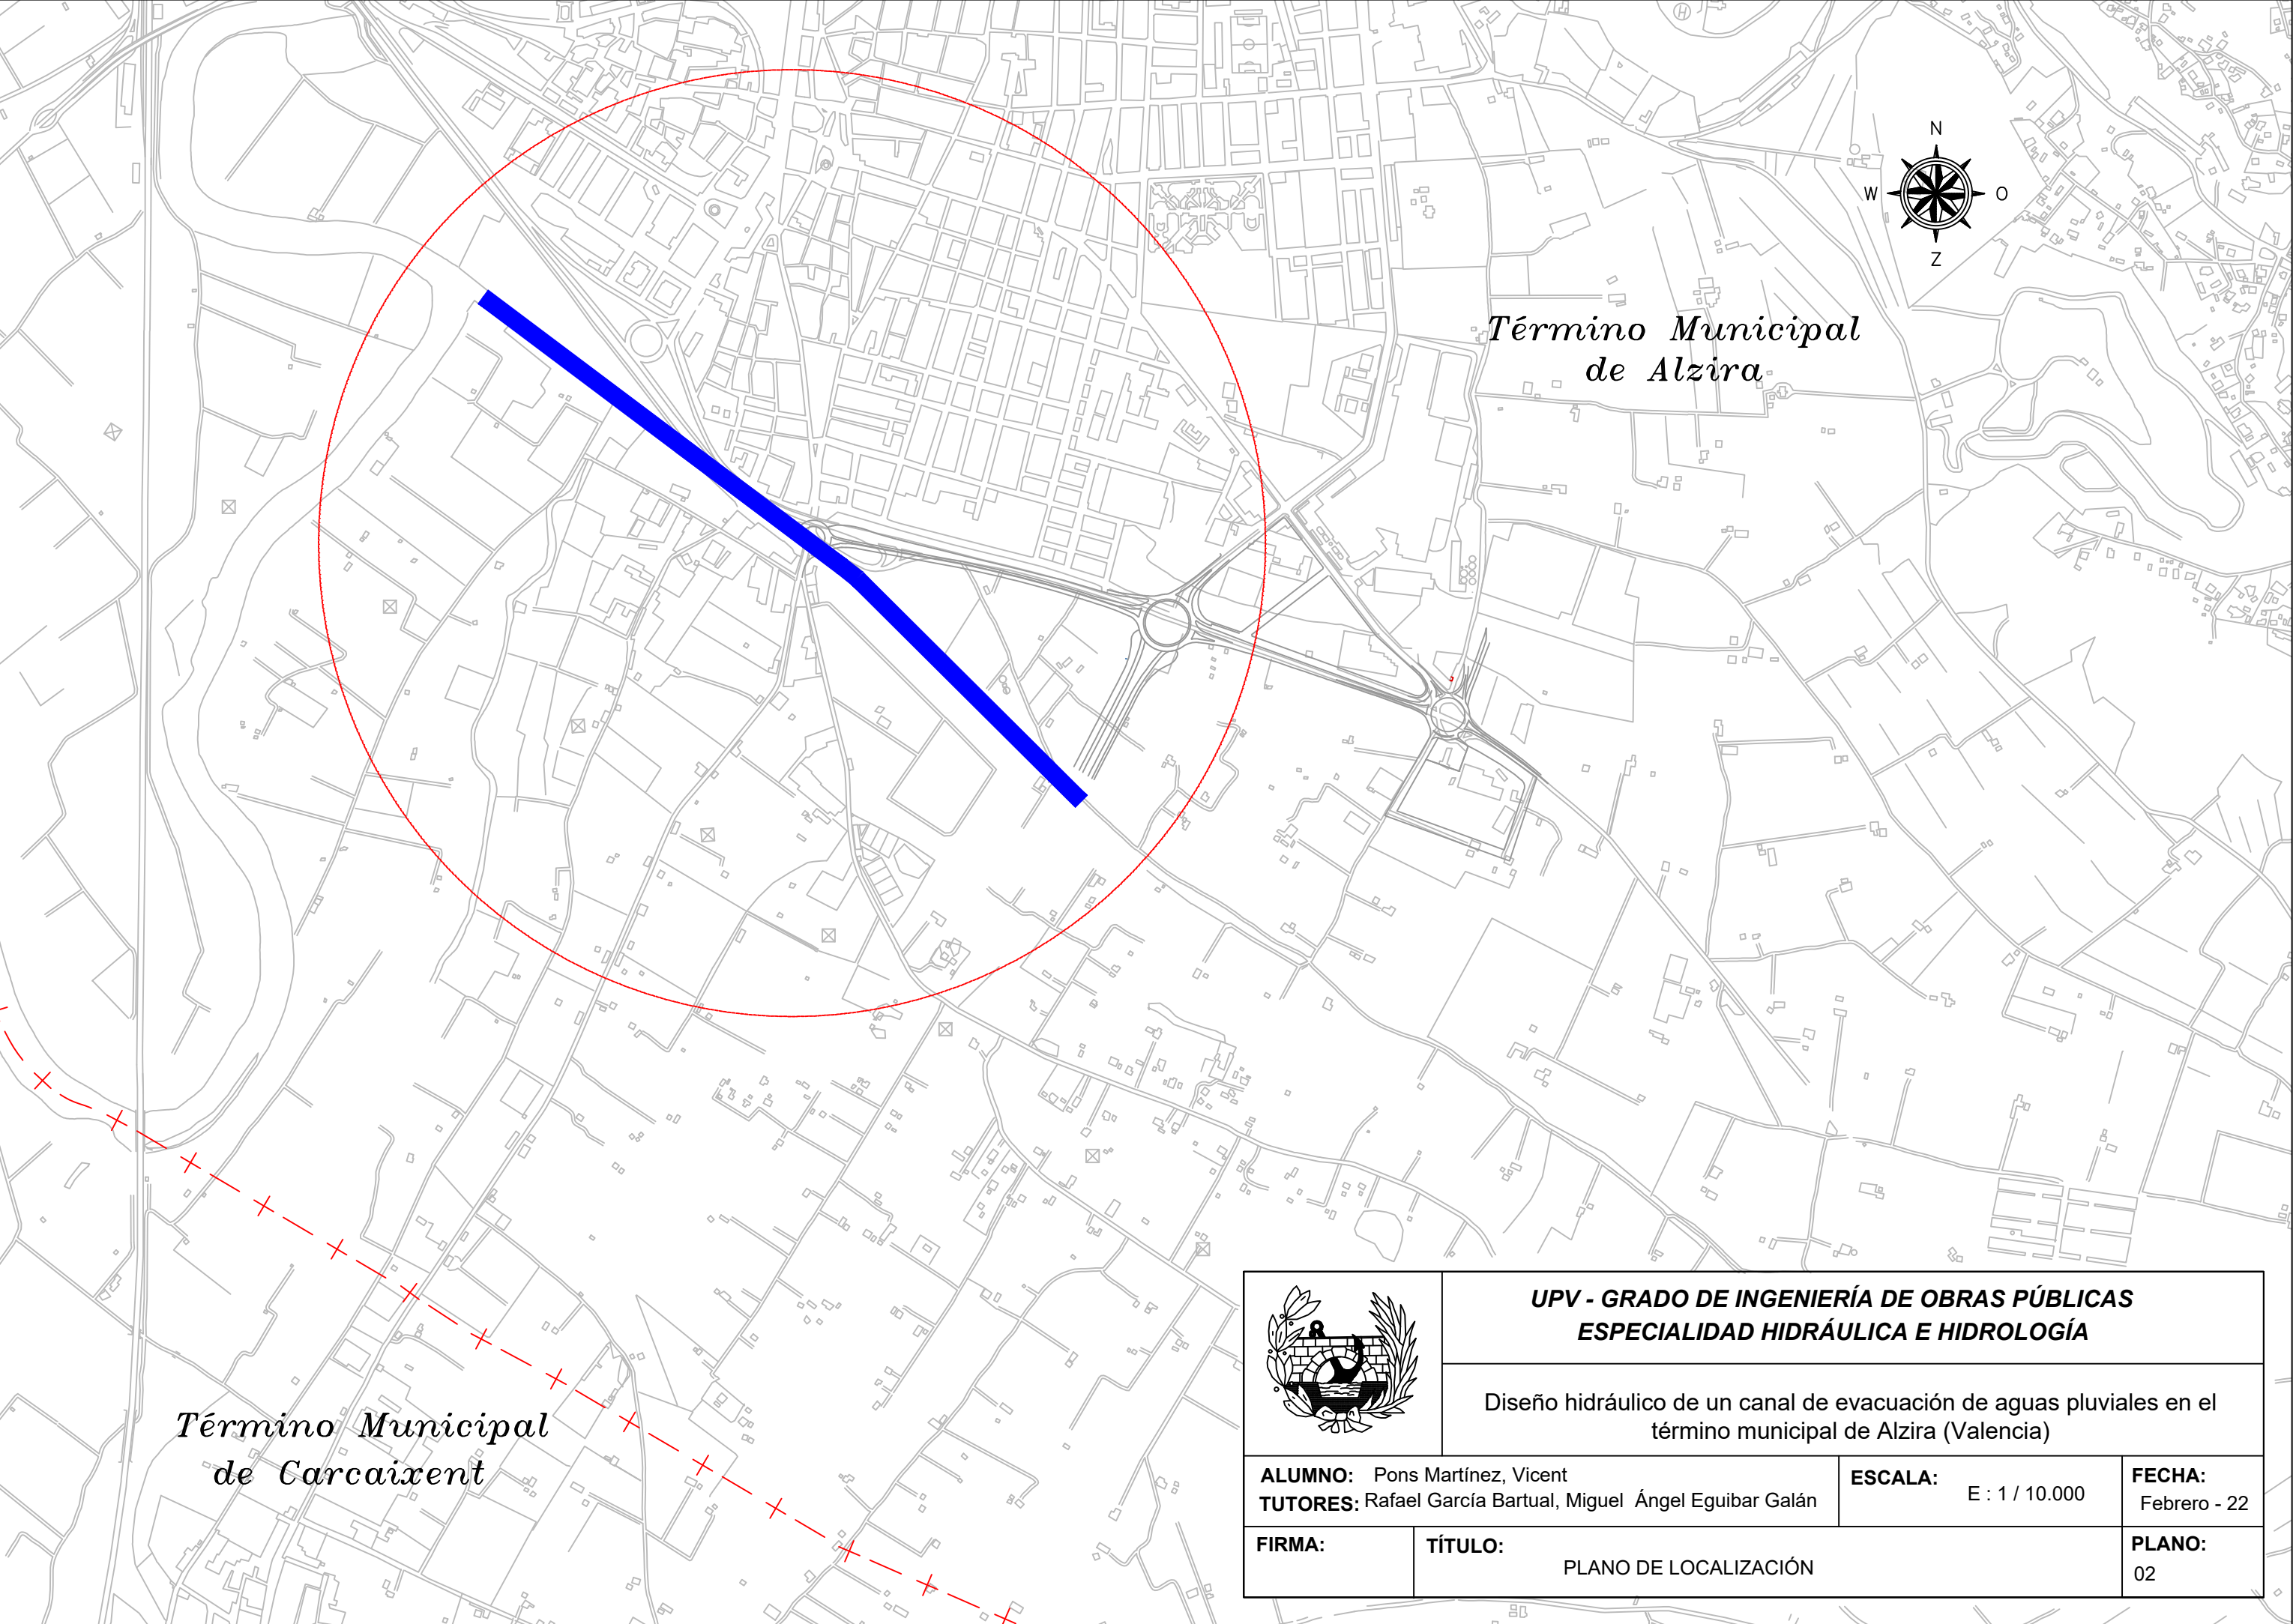 N
W
O
Z
Término Municipal
de Alzira
Término Municipal
de Carcaixent
UPV - GRADO DE INGENIERÍA DE OBRAS PÚBLICAS
ESPECIALIDAD HIDRÁULICA E HIDROLOGÍA
Diseño hidráulico de un canal de evacuación de aguas pluviales en el
término municipal de Alzira (Valencia)
ALUMNO: Pons Martínez, Vicent
TUTORES: Rafael García Bartual, Miguel Ángel Eguibar Galán
ESCALA:
E : 1 / 10.000
FECHA:
Febrero - 22
FIRMA:
TÍTULO:
PLANO DE LOCALIZACIÓN
PLANO:
02